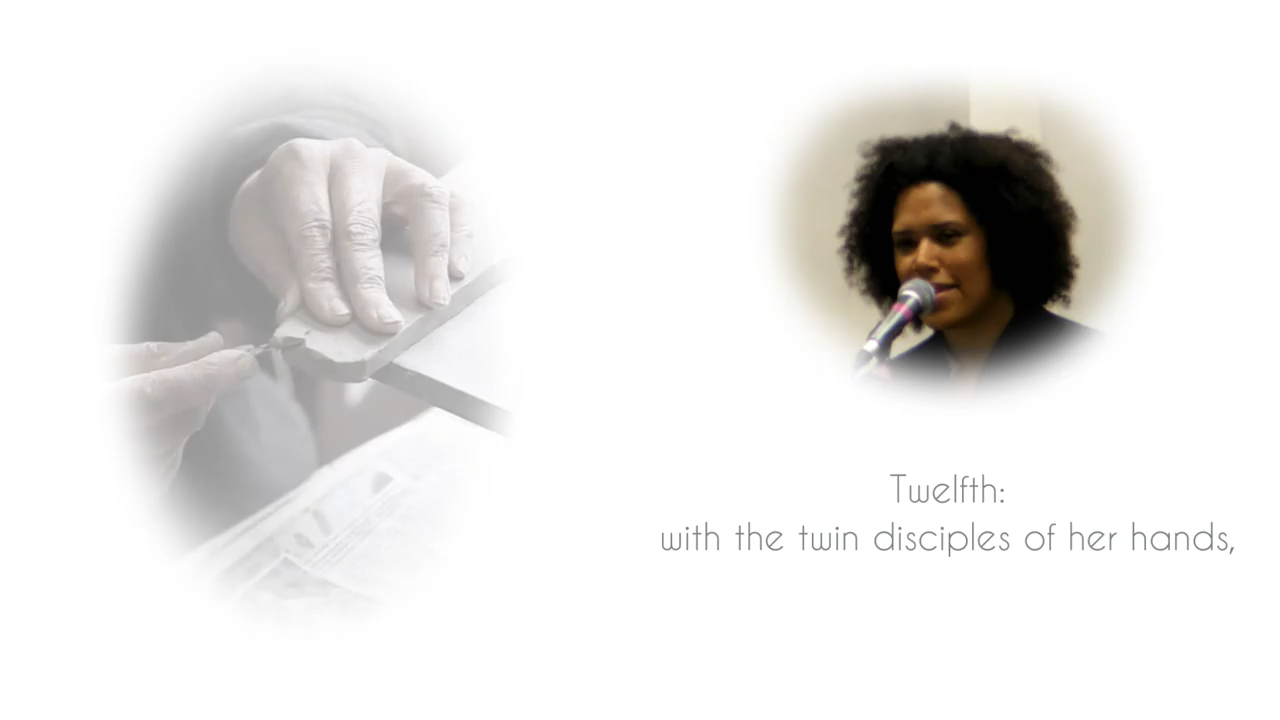 Twelfth:
with the twin disciples of her hands,